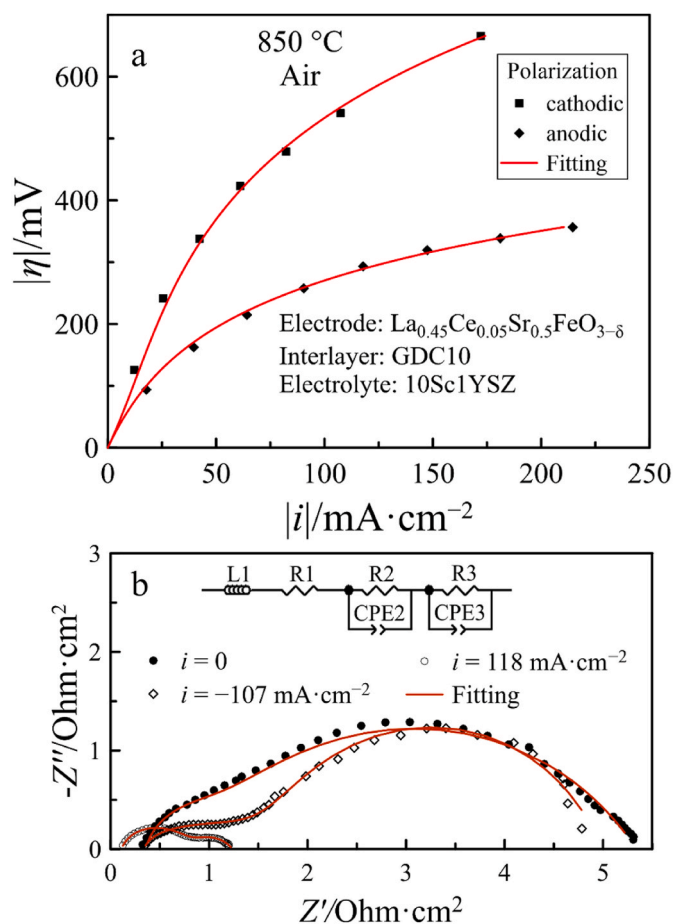 a
850 °C
Air
Polarization
cathodic
anodic
Fitting
Electrode: La0.45Ce0.05Sr0.5FeO3−δ
Interlayer: GDC10
Electrolyte: 10Sc1YSZ
|η|/mV
600
400
200
0
0 50 100 150 200 250
|i|/mA·cm−2
b
L1 R1 R2 R3
CPE2 CPE3
i = 0
i = 118 mA·cm−2
i = −107 mA·cm−2
Fitting
-Z''/Ohm·cm2
3
2
1
0
0 1 2 3 4 5
Z'/Ohm·cm2